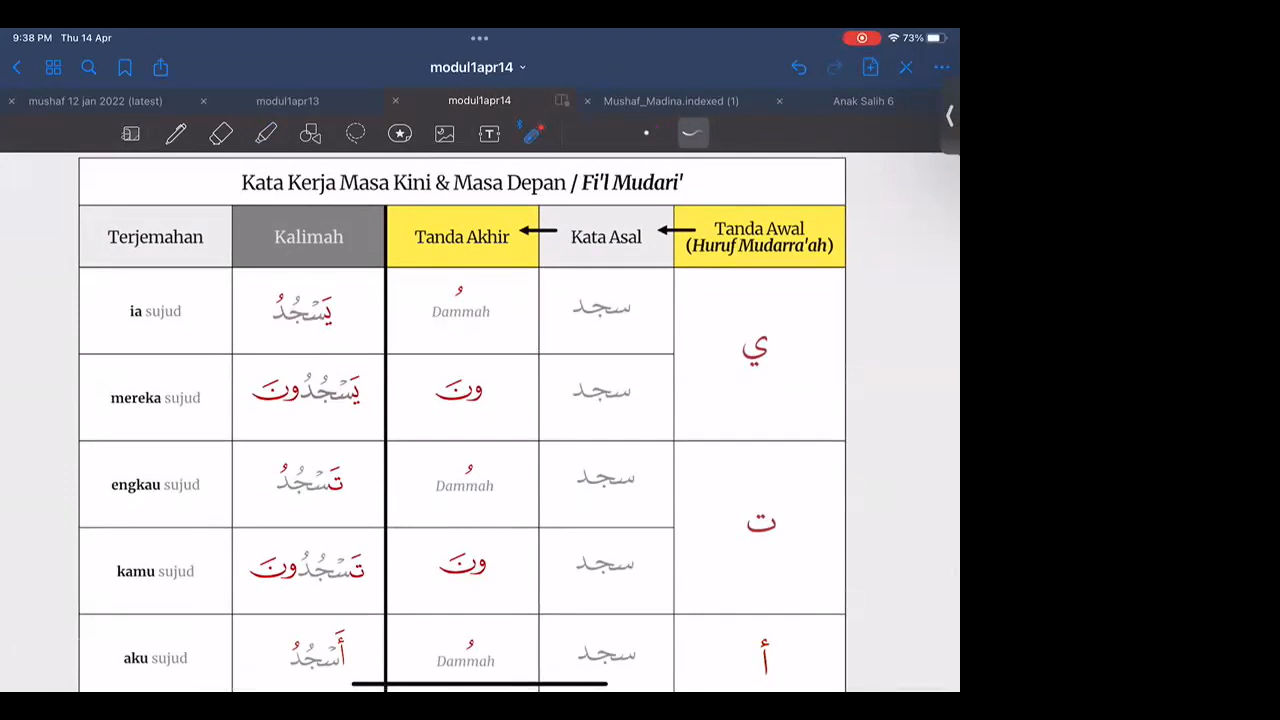 9:38 PM Thu 14 Apr
73%
modul1apr14
mushaf 12 jan 2022 (latest)
modul1apr13
modul1apr14
Mushaf_Madina.indexed (1)
Anak Salih 6
Kata Kerja Masa Kini & Masa Depan / Fi'l Mudari'
Terjemahan Kalimah Tanda Akhir Kata Asal Tanda Awal
(Huruf Mudarra'ah)
ia sujud يَسْجُدُ ـُ سجد ي
Dammah
mereka sujud يَسْجُدُونَ ونَ سجد
engkau sujud تَسْجُدُ ـُ سجد ت
Dammah
kamu sujud تَسْجُدُونَ ونَ سجد
aku sujud أَسْجُدُ ـُ سجد أ
Dammah